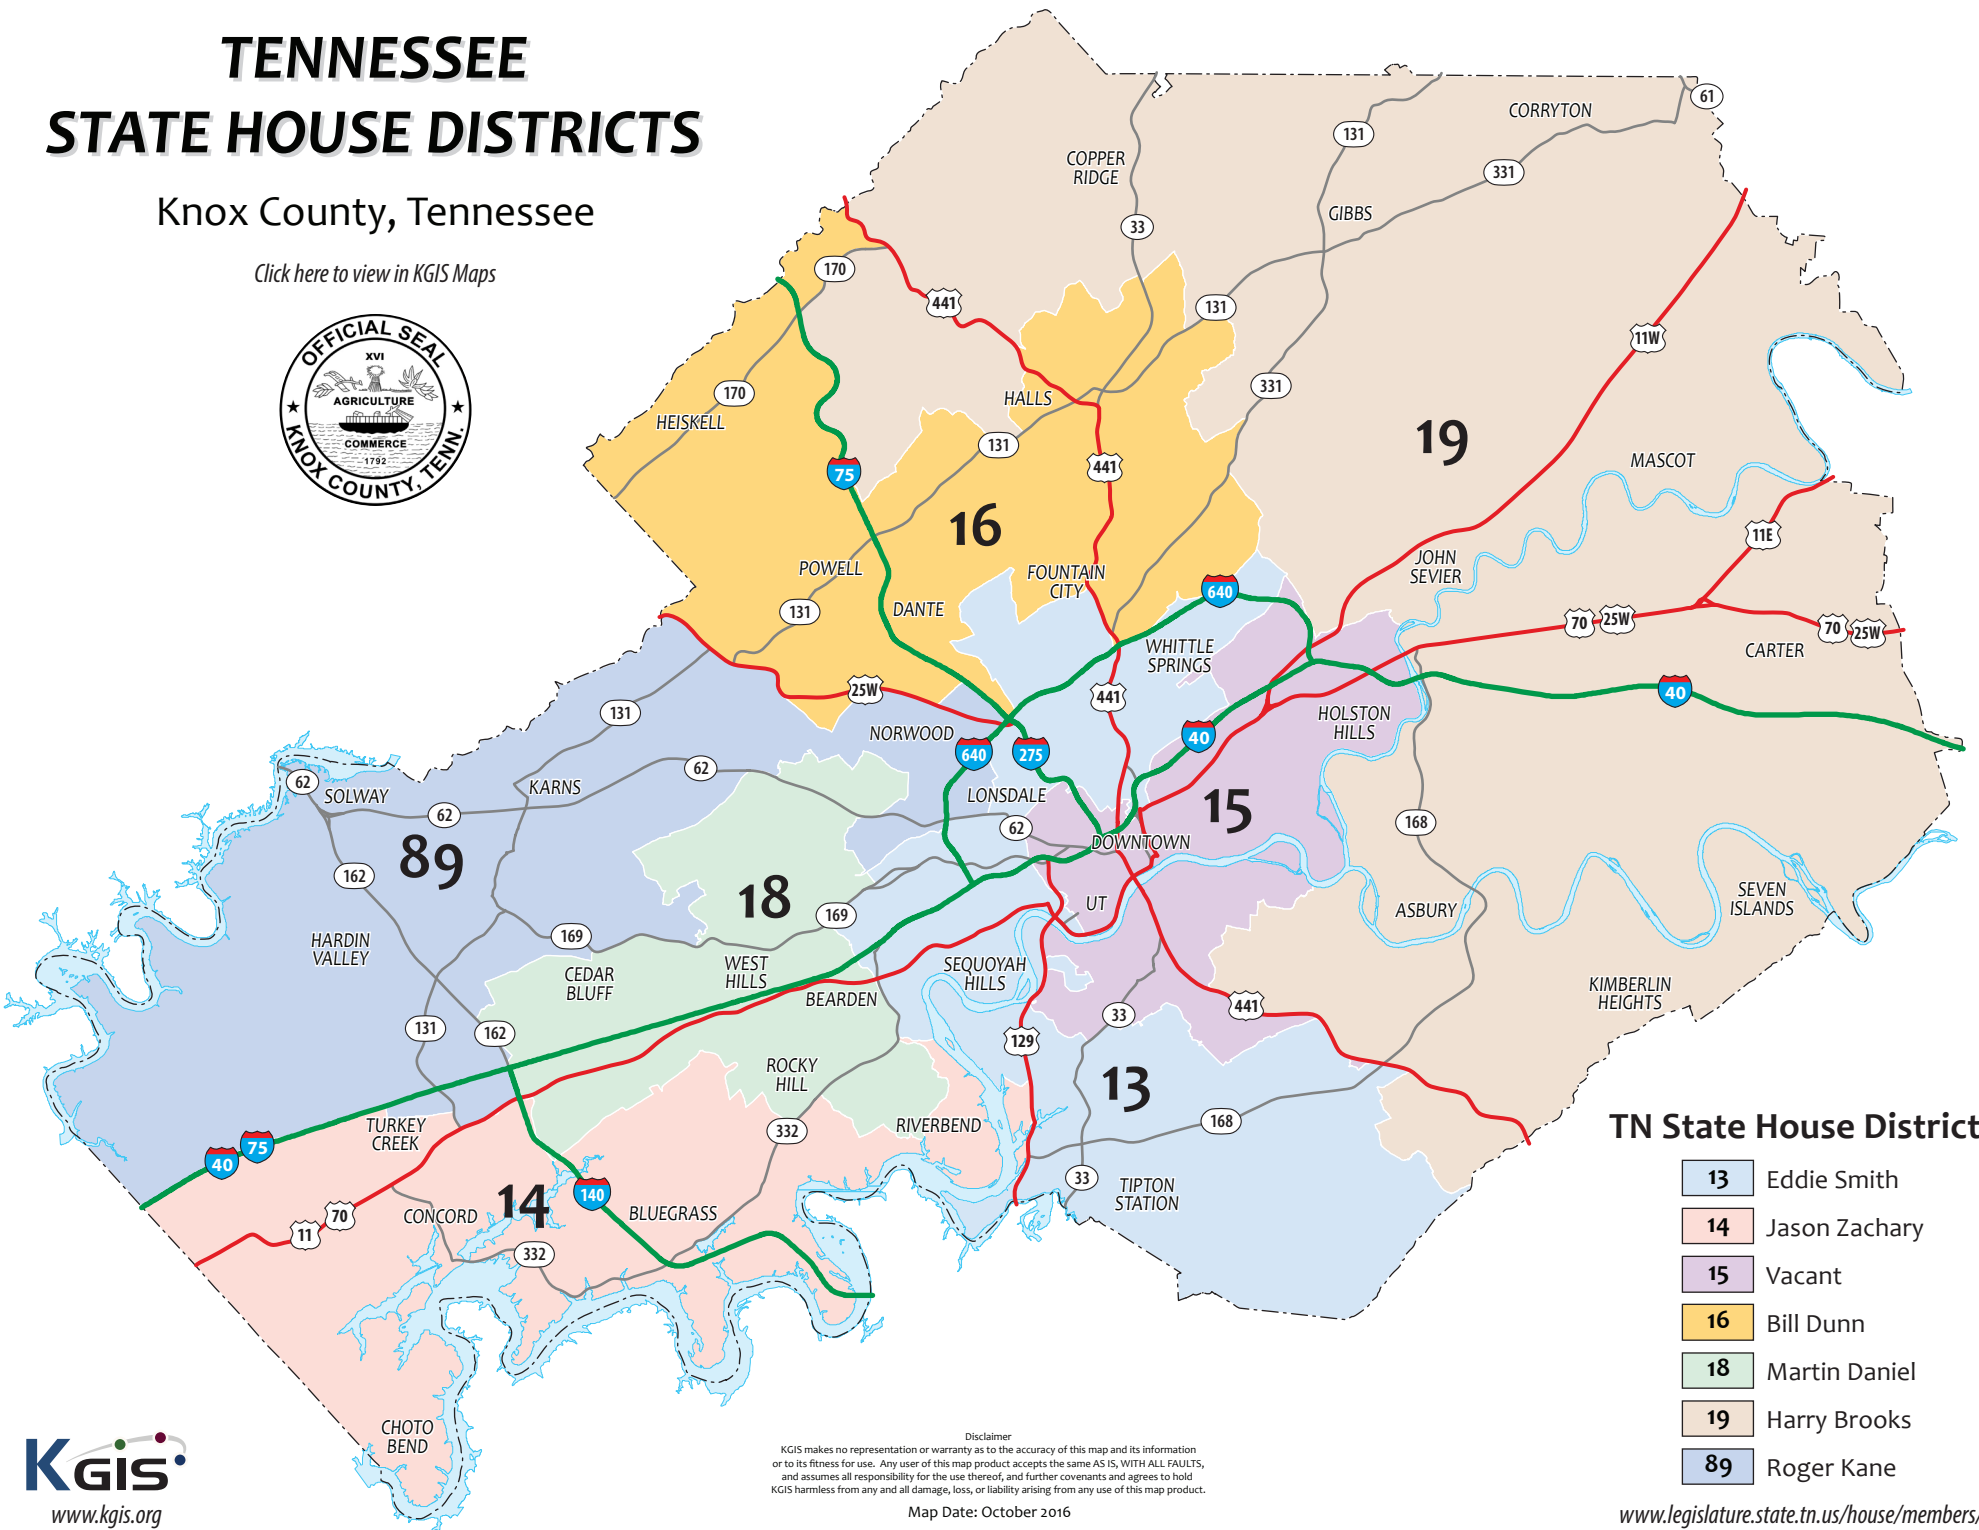 TENNESSEE
STATE HOUSE DISTRICTS
Knox County, Tennessee
Click here to view in KGIS Maps
OFFICIAL SEAL
XVI
AGRICULTURE
COMMERCE
1792
KNOX COUNTY, TENN.
61
CORRYTON
131
COPPER
RIDGE
331
GIBBS
33
170
441
131
11W
331
170
HEISKELL
HALLS
131
19
75
441
MASCOT
16
11E
POWELL
FOUNTAIN
CITY
JOHN
SEVIER
640
131
DANTE
70
25W
70
25W
WHITTLE
SPRINGS
CARTER
25W
441
40
131
NORWOOD
HOLSTON
HILLS
640
275
40
62
62
SOLWAY
KARNS
LONSDALE
62
15
62
168
DOWNTOWN
89
162
18
169
UT
ASBURY
SEVEN
ISLANDS
169
HARDIN
VALLEY
CEDAR
BLUFF
WEST
HILLS
SEQUOYAH
HILLS
BEARDEN
KIMBERLIN
HEIGHTS
441
33
131
162
129
ROCKY
HILL
13
TURKEY
CREEK
332
RIVERBEND
168
75
40
33
TIPTON
STATION
14
140
CONCORD
BLUEGRASS
70
11
332
CHOTO
BEND
TN State House District
13 Eddie Smith
14 Jason Zachary
15 Vacant
16 Bill Dunn
18 Martin Daniel
19 Harry Brooks
89 Roger Kane
www.legislature.state.tn.us/house/members/
KGIS
www.kgis.org
Disclaimer
KGIS makes no representation or warranty as to the accuracy of this map and its information
or to its fitness for use. Any user of this map product accepts the same AS IS, WITH ALL FAULTS,
and assumes all responsibility for the use thereof, and further covenants and agrees to hold
KGIS harmless from any and all damage, loss, or liability arising from any use of this map product.
Map Date: October 2016